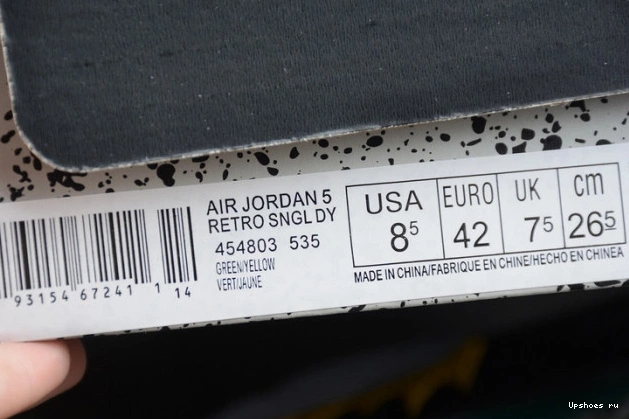 AIR JORDAN 5
RETRO SNGL DY
454803 535
GREEN/YELLOW
VERT/JAUNE
USA EURO UK cm
8⁵ 42 7⁵ 26⁵
MADE IN CHINA/FABRIQUE EN CHINE/HECHO EN CHINEA
93154 67241 1 14
Upshoes ru